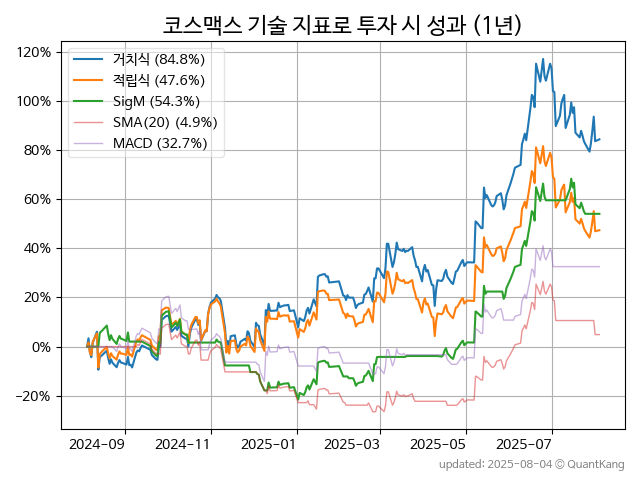 코스맥스 기술 지표로 투자 시 성과 (1년)
거치식 (84.8%)
적립식 (47.6%)
SigM (54.3%)
SMA(20) (4.9%)
MACD (32.7%)
120%
100%
80%
60%
40%
20%
0%
−20%
2024-09 2024-11 2025-01 2025-03 2025-05 2025-07
updated: 2025-08-04 © QuantKang